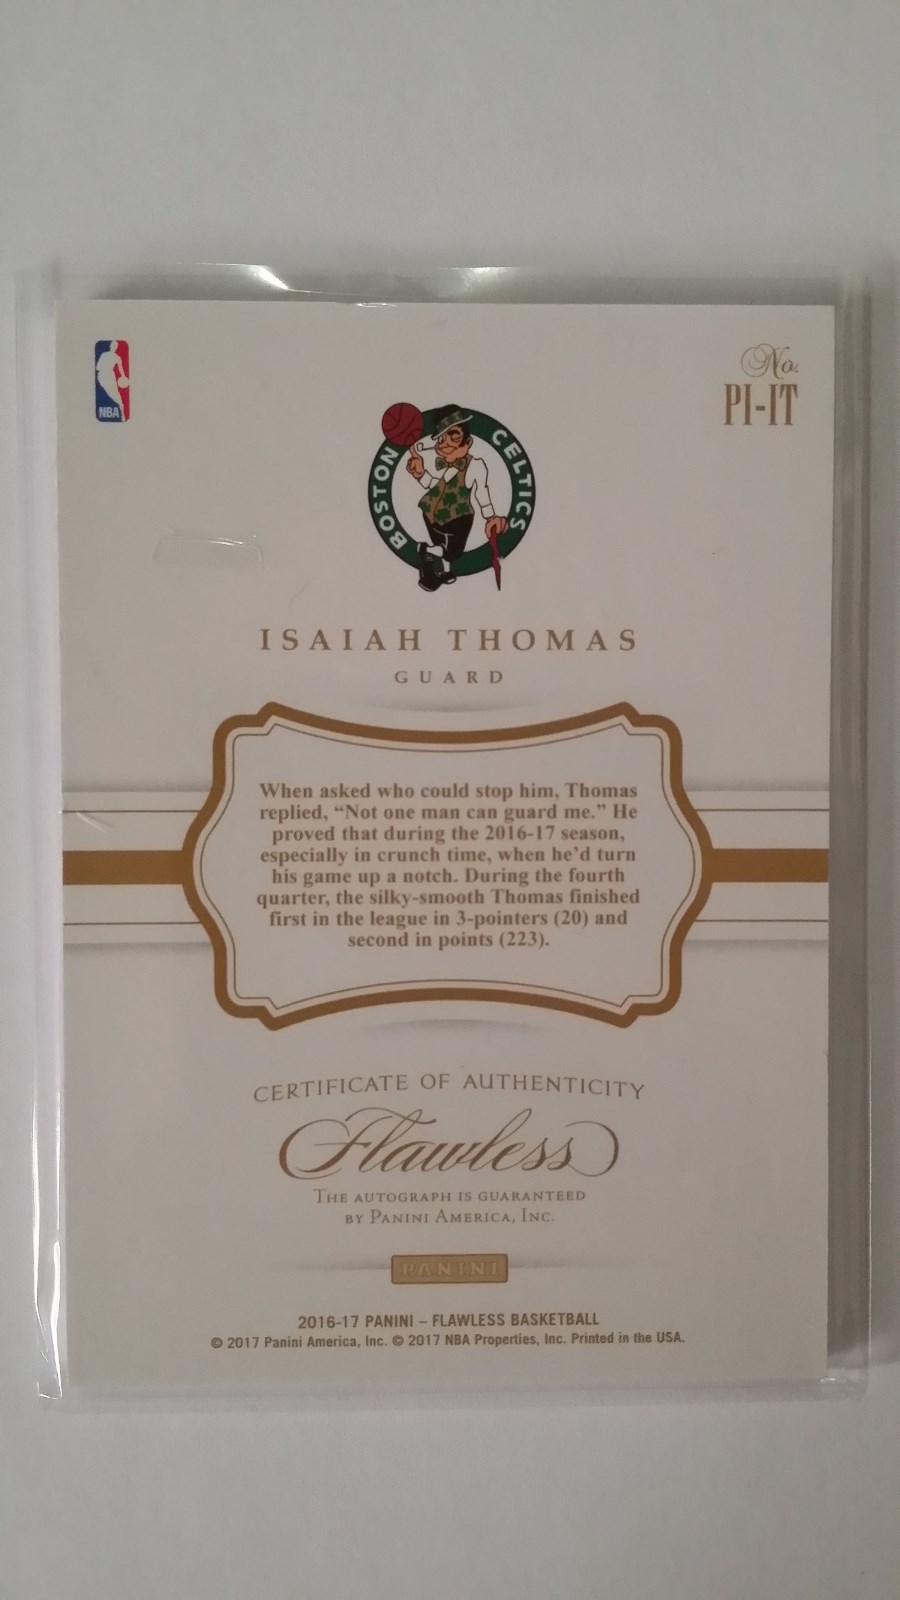 NBA
No.
PI-IT
BOSTON CELTICS
ISAIAH THOMAS
GUARD
When asked who could stop him, Thomas
replied, “Not one man can guard me.” He
proved that during the 2016-17 season,
especially in crunch time, when he’d turn
his game up a notch. During the fourth
quarter, the silky-smooth Thomas finished
first in the league in 3-pointers (20) and
second in points (223).
CERTIFICATE OF AUTHENTICITY
Flawless
THE AUTOGRAPH IS GUARANTEED
BY PANINI AMERICA, INC.
PANINI
2016-17 PANINI – FLAWLESS BASKETBALL
© 2017 Panini America, Inc. © 2017 NBA Properties, Inc. Printed in the USA.